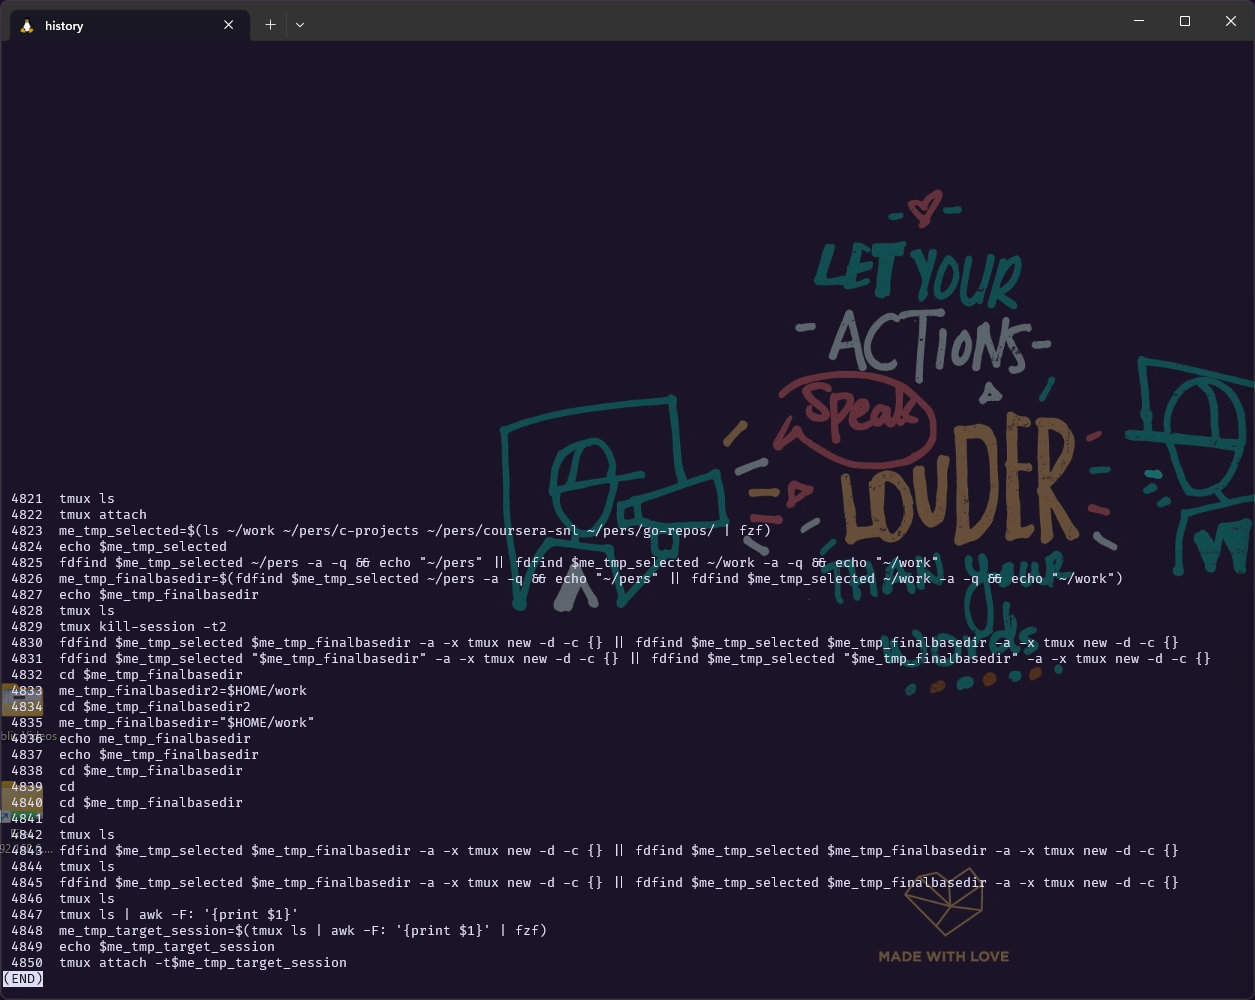 history
LET YOUR
-ACTIONS-
Speak
LOUDER
THAN your
words
4821 tmux ls
4822 tmux attach
4823 me_tmp_selected=$(ls ~/work ~/pers/c-projects ~/pers/coursera-snl ~/pers/go-repos/ | fzf)
4824 echo $me_tmp_selected
4825 fdfind $me_tmp_selected ~/pers -a -q && echo "~/pers" || fdfind $me_tmp_selected ~/work -a -q && echo "~/work"
4826 me_tmp_finalbasedir=$(fdfind $me_tmp_selected ~/pers -a -q && echo "~/pers" || fdfind $me_tmp_selected ~/work -a -q && echo "~/work")
4827 echo $me_tmp_finalbasedir
4828 tmux ls
4829 tmux kill-session -t2
4830 fdfind $me_tmp_selected $me_tmp_finalbasedir -a -x tmux new -d -c {} || fdfind $me_tmp_selected $me_tmp_finalbasedir -a -x tmux new -d -c {}
4831 fdfind $me_tmp_selected "$me_tmp_finalbasedir" -a -x tmux new -d -c {} || fdfind $me_tmp_selected "$me_tmp_finalbasedir" -a -x tmux new -d -c {}
4832 cd $me_tmp_finalbasedir
4833 me_tmp_finalbasedir2=$HOME/work
4834 cd $me_tmp_finalbasedir2
4835 me_tmp_finalbasedir="$HOME/work"
4836 echo me_tmp_finalbasedir
4837 echo $me_tmp_finalbasedir
4838 cd $me_tmp_finalbasedir
4839 cd
4840 cd $me_tmp_finalbasedir
4841 cd
4842 tmux ls
4843 fdfind $me_tmp_selected $me_tmp_finalbasedir -a -x tmux new -d -c {} || fdfind $me_tmp_selected $me_tmp_finalbasedir -a -x tmux new -d -c {}
4844 tmux ls
4845 fdfind $me_tmp_selected $me_tmp_finalbasedir -a -x tmux new -d -c {} || fdfind $me_tmp_selected $me_tmp_finalbasedir -a -x tmux new -d -c {}
4846 tmux ls
4847 tmux ls | awk -F: '{print $1}'
4848 me_tmp_target_session=$(tmux ls | awk -F: '{print $1}' | fzf)
4849 echo $me_tmp_target_session
4850 tmux attach -t$me_tmp_target_session
(END)
MADE WITH LOVE